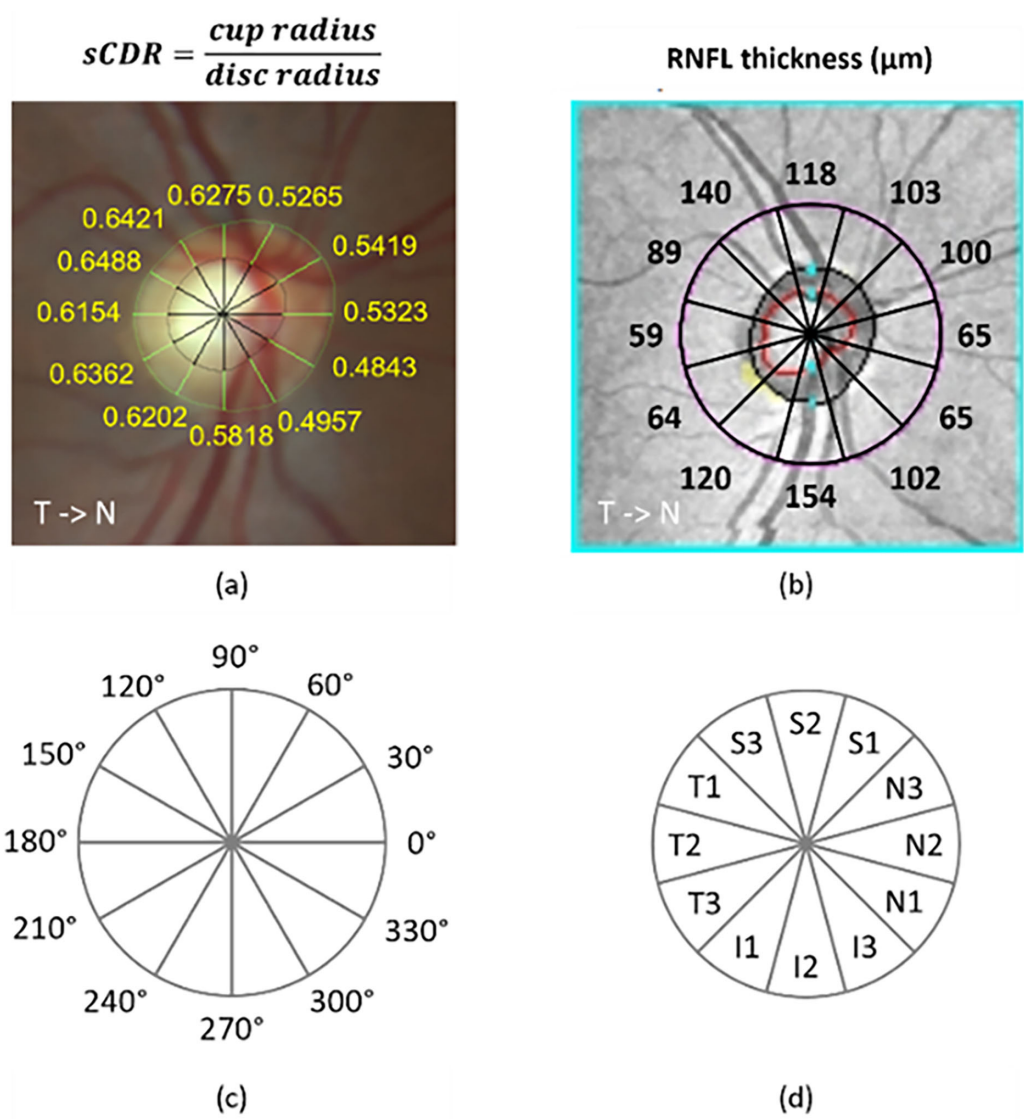 sCDR = cup radius / disc radius
RNFL thickness (µm)
0.6275 0.5265
0.6421
0.5419
0.6488
0.6154
0.5323
0.6362
0.4843
0.6202
0.5818
0.4957
T -> N
118
140
103
89
100
59
65
64
65
120
102
154
T -> N
(a)
(b)
90°
120°
60°
150°
30°
180°
0°
210°
330°
240°
300°
270°
S2
S3
S1
T1
N3
T2
N2
T3
N1
I1
I3
I2
(c)
(d)